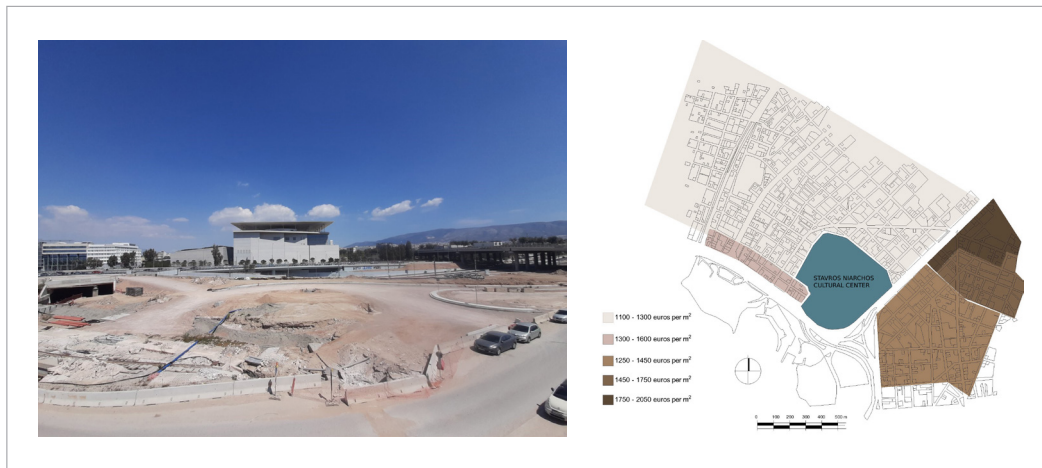 STAVROS NIARCHOS
CULTURAL CENTER
1100 - 1300 euros per m²
1300 - 1600 euros per m²
1250 - 1450 euros per m²
1450 - 1750 euros per m²
1750 - 2050 euros per m²
0 100 200 300 400 500 m